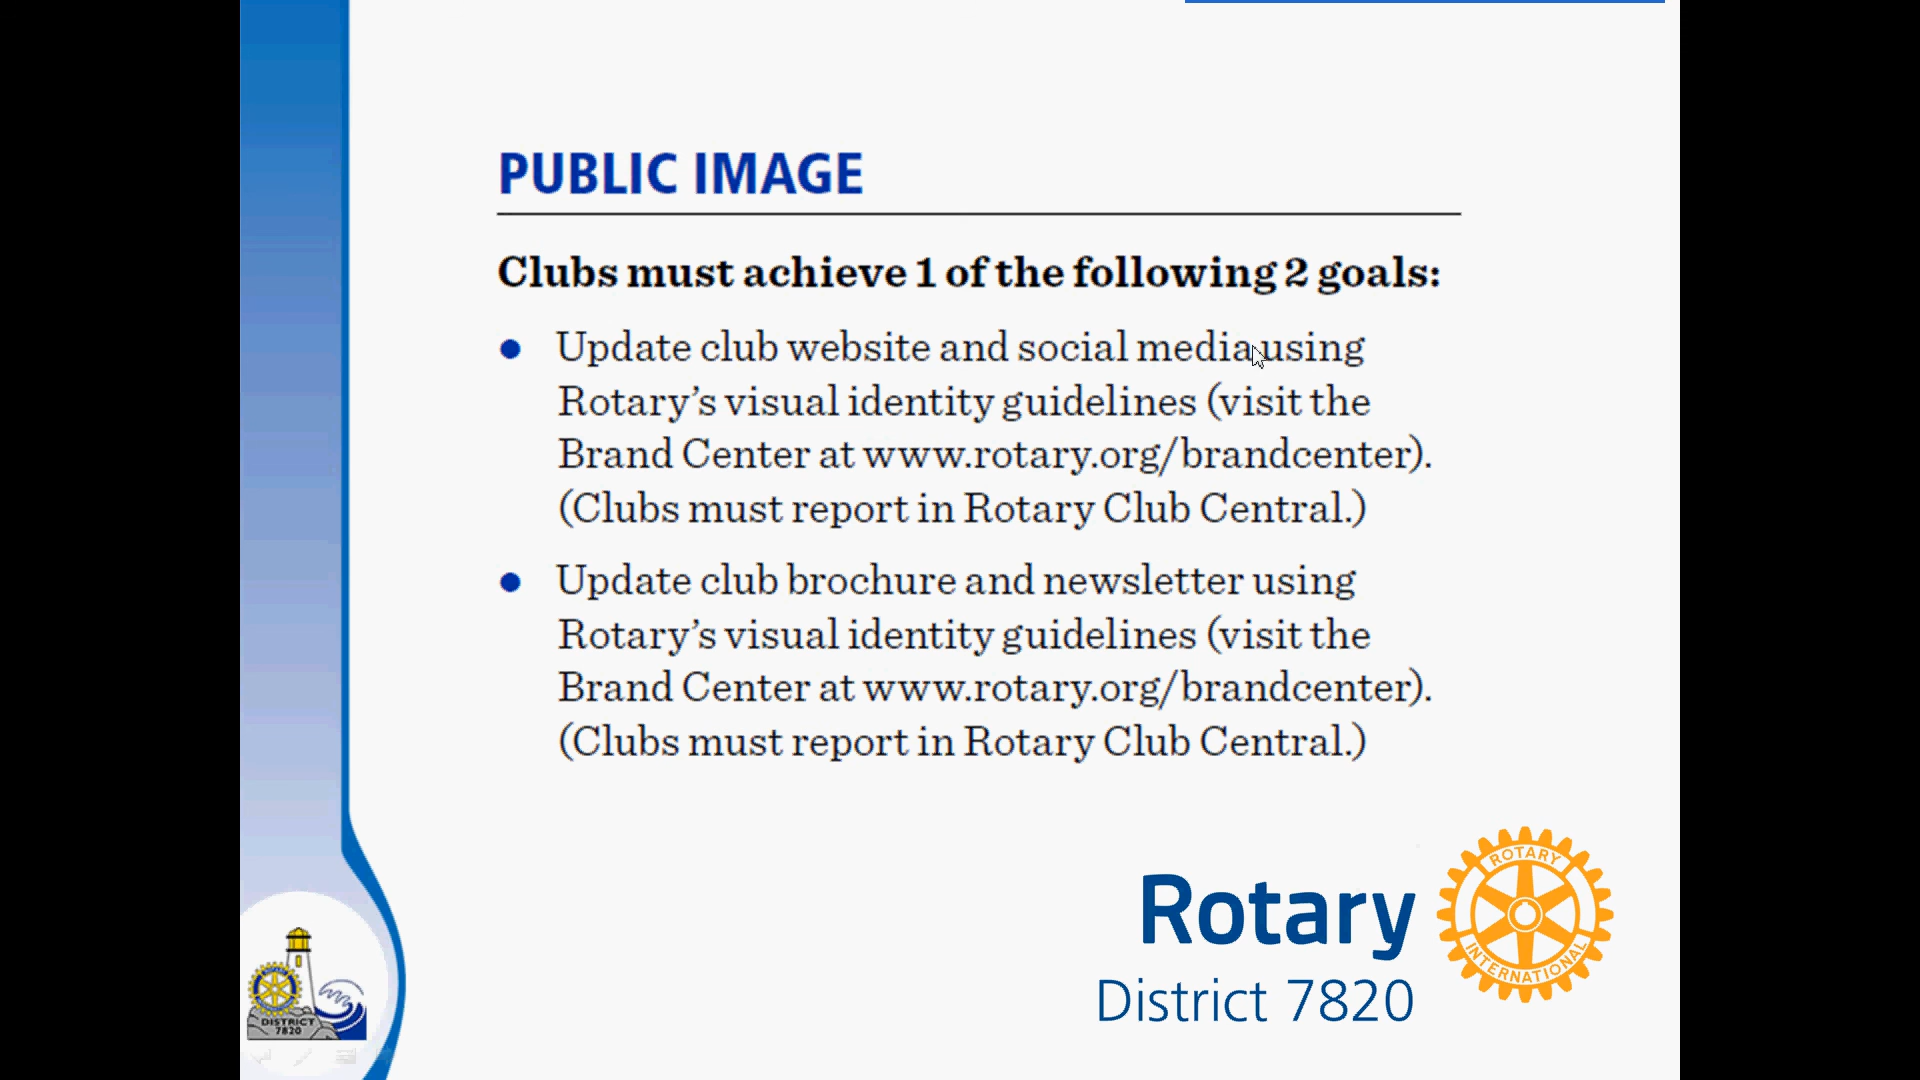 PUBLIC IMAGE
Clubs must achieve 1 of the following 2 goals:
● Update club website and social media using
Rotary’s visual identity guidelines (visit the
Brand Center at www.rotary.org/brandcenter).
(Clubs must report in Rotary Club Central.)
● Update club brochure and newsletter using
Rotary’s visual identity guidelines (visit the
Brand Center at www.rotary.org/brandcenter).
(Clubs must report in Rotary Club Central.)
Rotary
District 7820
ROTARY
INTERNATIONAL
DISTRICT
7820